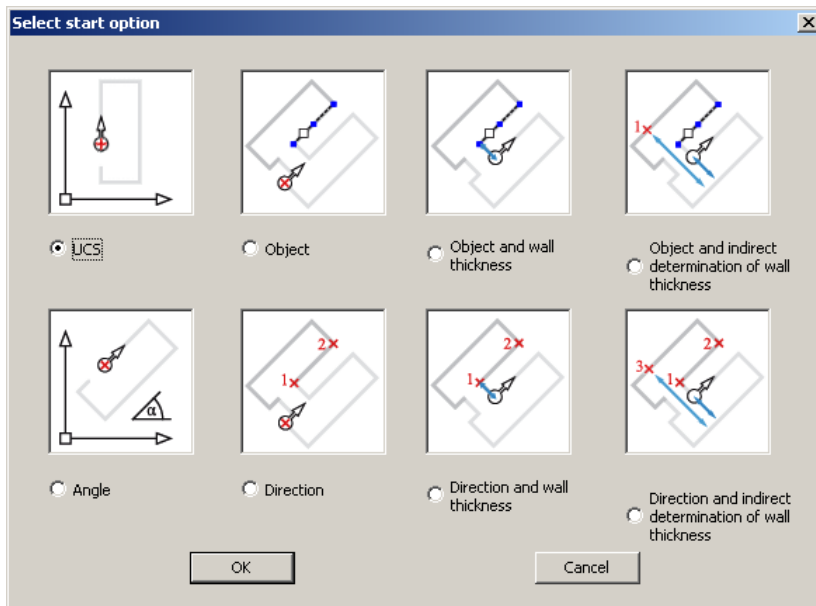 Select start option
1
UCS
Object
Object and wall
thickness
Object and indirect
determination of wall
thickness
α
1
2
1
2
3
1
2
Angle
Direction
Direction and wall
thickness
Direction and indirect
determination of wall
thickness
OK
Cancel